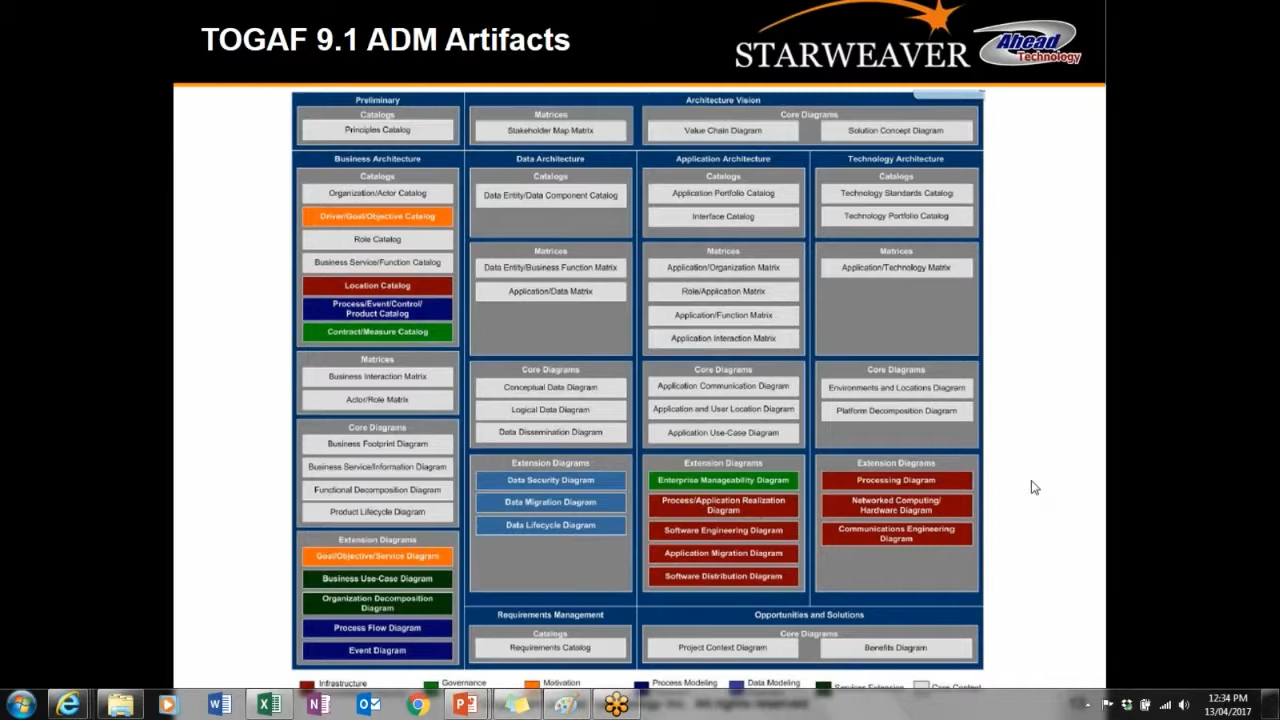 TOGAF 9.1 ADM Artifacts
STARWEAVER
Ahead
Technology
Preliminary
Catalogs
Principles Catalog
Architecture Vision
Matrices
Stakeholder Map Matrix
Core Diagrams
Value Chain Diagram
Solution Concept Diagram
Business Architecture
Catalogs
Organization/Actor Catalog
Driver/Goal/Objective Catalog
Role Catalog
Business Service/Function Catalog
Location Catalog
Process/Event/Control/
Product Catalog
Contract/Measure Catalog
Matrices
Business Interaction Matrix
Actor/Role Matrix
Core Diagrams
Business Footprint Diagram
Business Service/Information Diagram
Functional Decomposition Diagram
Product Lifecycle Diagram
Extension Diagrams
Goal/Objective/Service Diagram
Business Use-Case Diagram
Organization Decomposition
Diagram
Process Flow Diagram
Event Diagram
Data Architecture
Catalogs
Data Entity/Data Component Catalog
Matrices
Data Entity/Business Function Matrix
Application/Data Matrix
Core Diagrams
Conceptual Data Diagram
Logical Data Diagram
Data Dissemination Diagram
Extension Diagrams
Data Security Diagram
Data Migration Diagram
Data Lifecycle Diagram
Application Architecture
Catalogs
Application Portfolio Catalog
Interface Catalog
Matrices
Application/Organization Matrix
Role/Application Matrix
Application/Function Matrix
Application Interaction Matrix
Core Diagrams
Application Communication Diagram
Application and User Location Diagram
Application Use-Case Diagram
Extension Diagrams
Enterprise Manageability Diagram
Process/Application Realization
Diagram
Software Engineering Diagram
Application Migration Diagram
Software Distribution Diagram
Technology Architecture
Catalogs
Technology Standards Catalog
Technology Portfolio Catalog
Matrices
Application/Technology Matrix
Core Diagrams
Environments and Locations Diagram
Platform Decomposition Diagram
Extension Diagrams
Processing Diagram
Networked Computing/
Hardware Diagram
Communications Engineering
Diagram
Requirements Management
Catalogs
Requirements Catalog
Opportunities and Solutions
Core Diagrams
Project Context Diagram
Benefits Diagram
Infrastructure
Governance
Motivation
Process Modeling
Data Modeling
Services Extension
Core Content
12:34 PM
13/04/2017